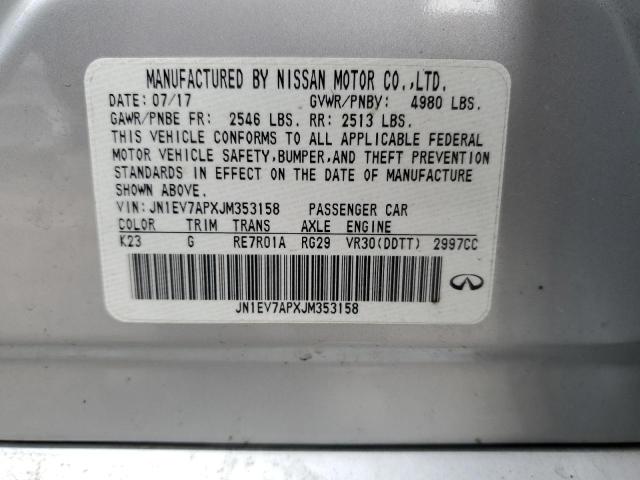 MANUFACTURED BY NISSAN MOTOR CO.,LTD.
DATE: 07/17 GVWR/PNBV: 4980 LBS.
GAWR/PNBE FR: 2546 LBS. RR: 2513 LBS.
THIS VEHICLE CONFORMS TO ALL APPLICABLE FEDERAL
MOTOR VEHICLE SAFETY,BUMPER,AND THEFT PREVENTION
STANDARDS IN EFFECT ON THE DATE OF MANUFACTURE
SHOWN ABOVE.
VIN: JN1EV7APXJM353158 PASSENGER CAR
COLOR TRIM TRANS AXLE ENGINE
K23 G RE7R01A RG29 VR30(DDTT) 2997CC
JN1EV7APXJM353158